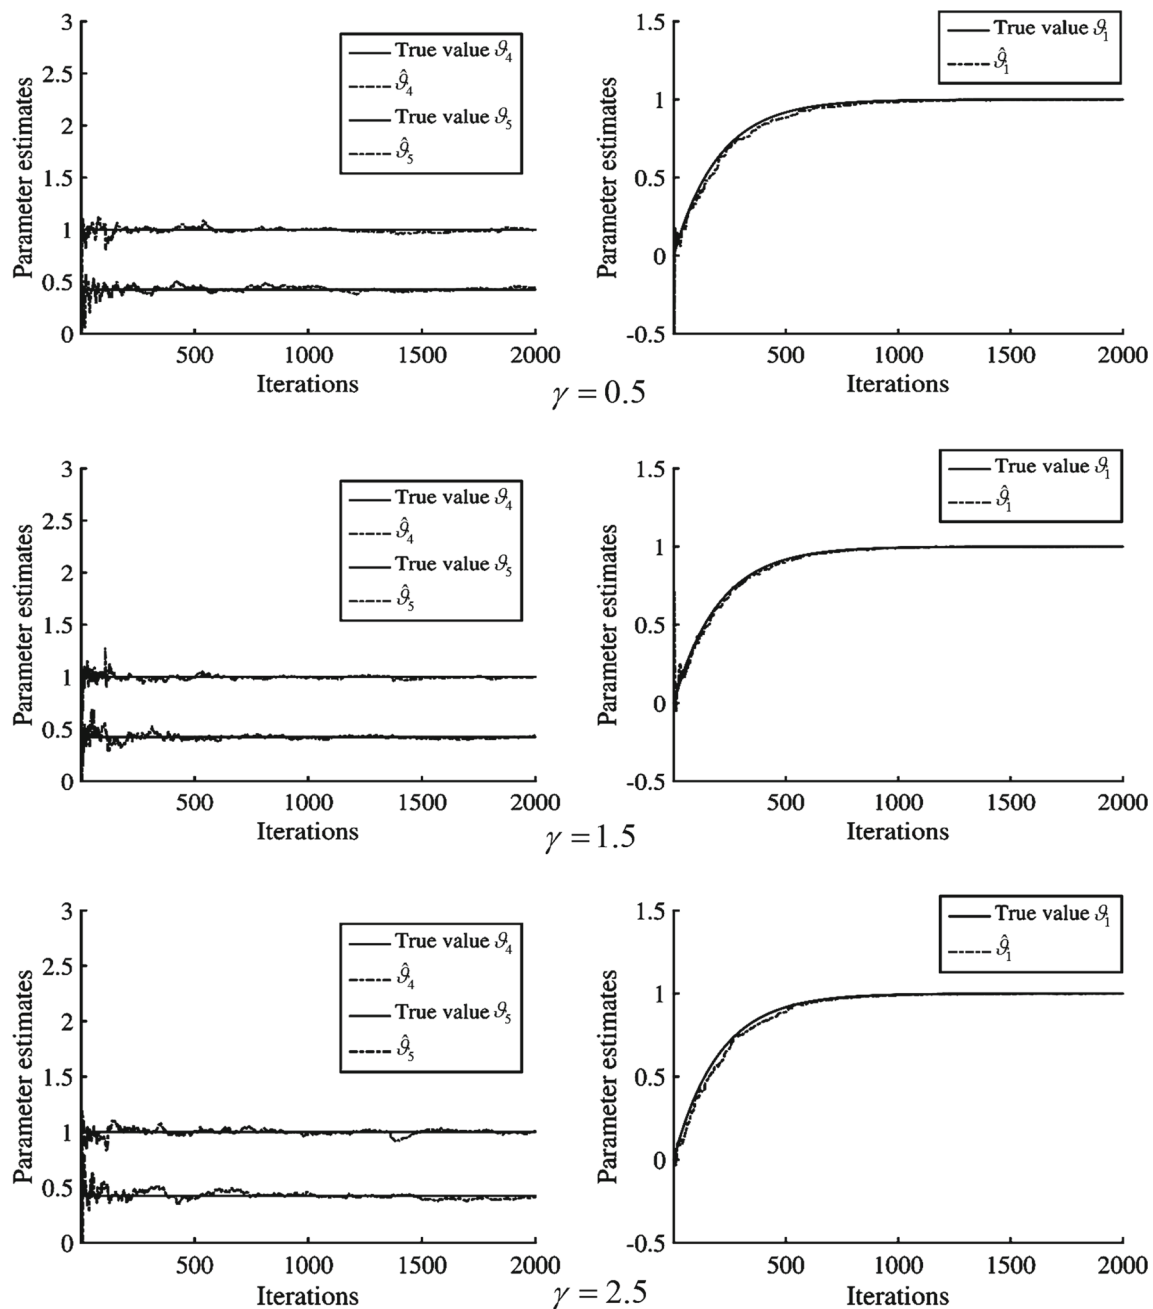 3
2.5
2
1.5
1
0.5
0
Parameter estimates
True value 𝜗4
𝜗̂4
True value 𝜗5
𝜗̂5
500 1000 1500 2000
Iterations
1.5
1
0.5
0
-0.5
Parameter estimates
True value 𝜗1
𝜗̂1
500 1000 1500 2000
Iterations
γ = 0.5
3
2.5
2
1.5
1
0.5
0
Parameter estimates
True value 𝜗4
𝜗̂4
True value 𝜗5
𝜗̂5
500 1000 1500 2000
Iterations
1.5
1
0.5
0
-0.5
Parameter estimates
True value 𝜗1
𝜗̂1
500 1000 1500 2000
Iterations
γ = 1.5
3
2.5
2
1.5
1
0.5
0
Parameter estimates
True value 𝜗4
𝜗̂4
True value 𝜗5
𝜗̂5
500 1000 1500 2000
Iterations
1.5
1
0.5
0
-0.5
Parameter estimates
True value 𝜗1
𝜗̂1
500 1000 1500 2000
Iterations
γ = 2.5